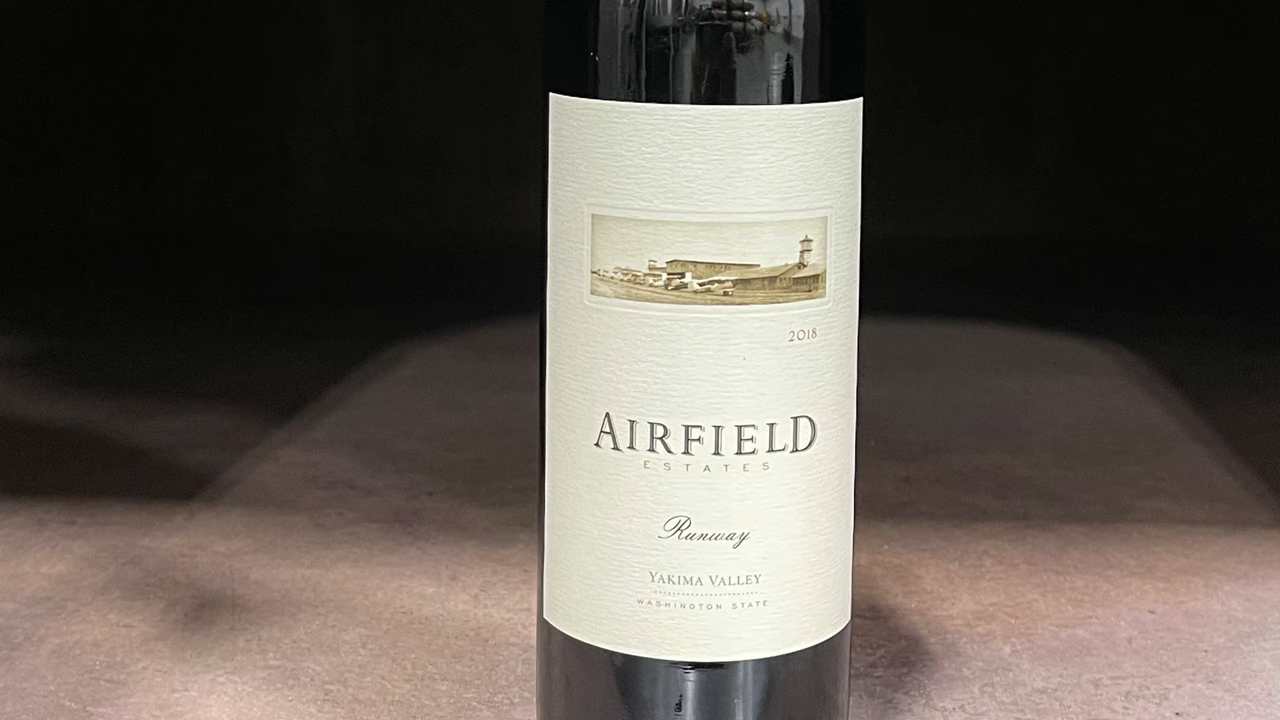 2018
AIRFIELD
ESTATES
Runway
YAKIMA VALLEY
WASHINGTON STATE